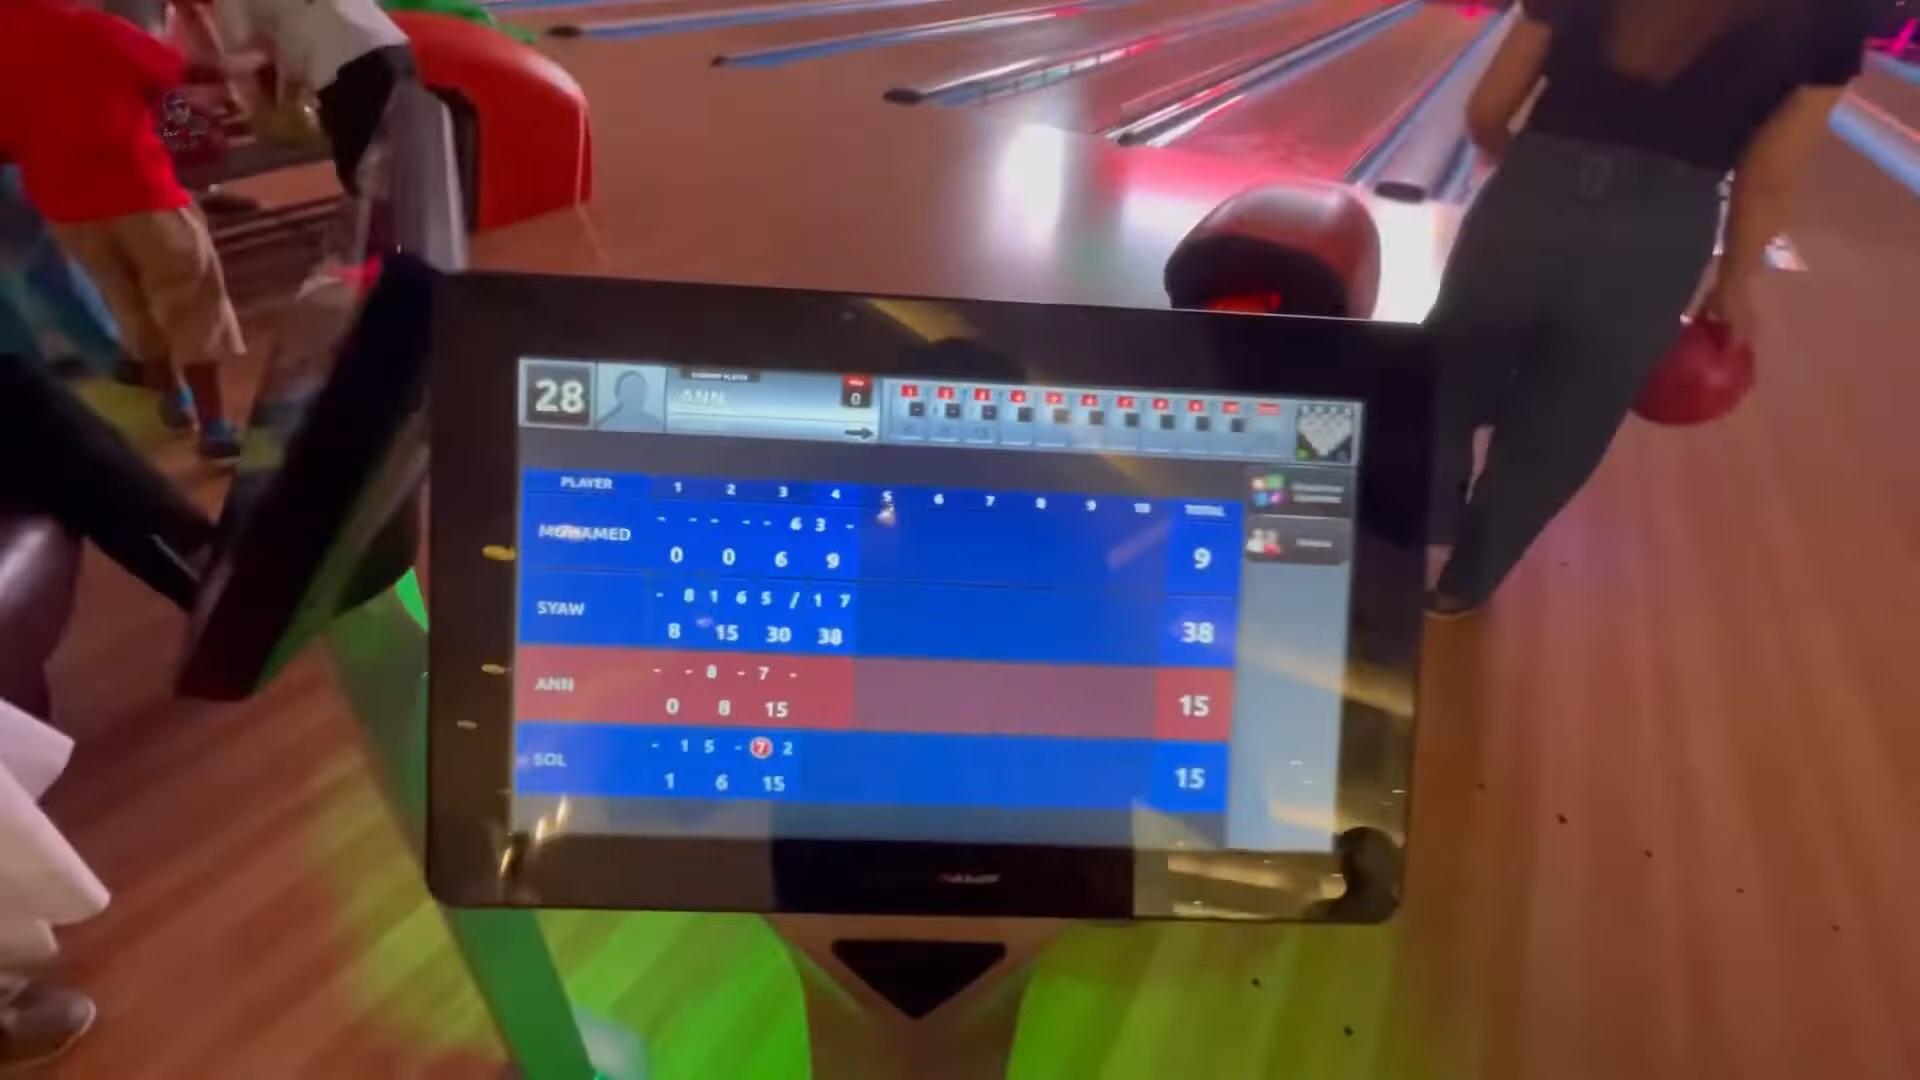 28 ANN 0
PLAYER 1 2 3 4 5 6 7 8 9 10 TOTAL
MOHAMED - - - - - 6 3 -
0 0 6 9 9
SYAW - 8 1 6 5 / 1 7
8 15 30 38 38
ANN - - 8 - 7 -
0 8 15 15
SOL - 1 5 - 7 2
1 6 15 15